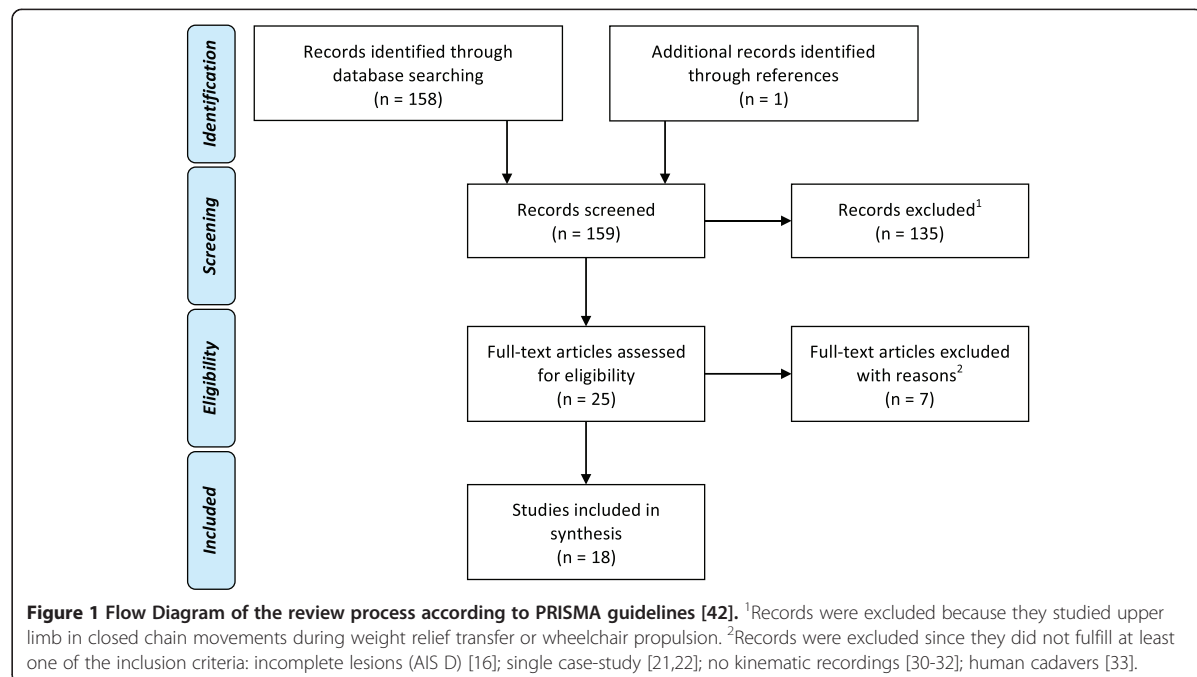 Identification
Records identified through
database searching
(n = 158)
Additional records identified
through references
(n = 1)
Screening
Records screened
(n = 159)
Records excluded1
(n = 135)
Eligibility
Full-text articles assessed
for eligibility
(n = 25)
Full-text articles excluded
with reasons2
(n = 7)
Included
Studies included in
synthesis
(n = 18)
Figure 1 Flow Diagram of the review process according to PRISMA guidelines [42]. 1Records were excluded because they studied upper
limb in closed chain movements during weight relief transfer or wheelchair propulsion. 2Records were excluded since they did not fulfill at least
one of the inclusion criteria: incomplete lesions (AIS D) [16]; single case-study [21,22]; no kinematic recordings [30-32]; human cadavers [33].